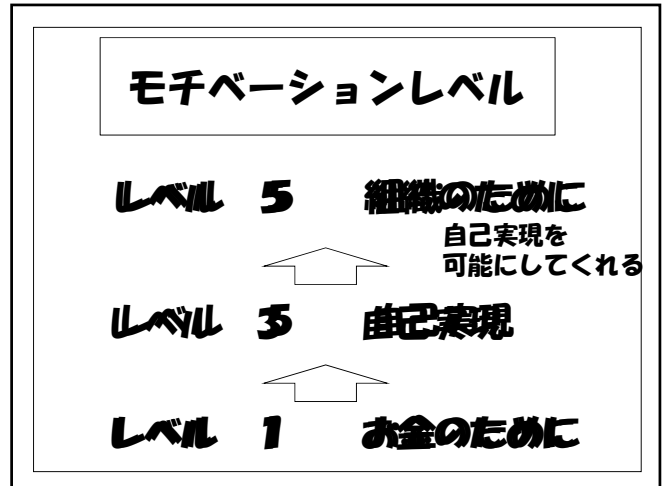 モチベーションレベル
レベル 5 組織のために
自己実現を
可能にしてくれる
レベル 3 自己実現
レベル 1 お金のために